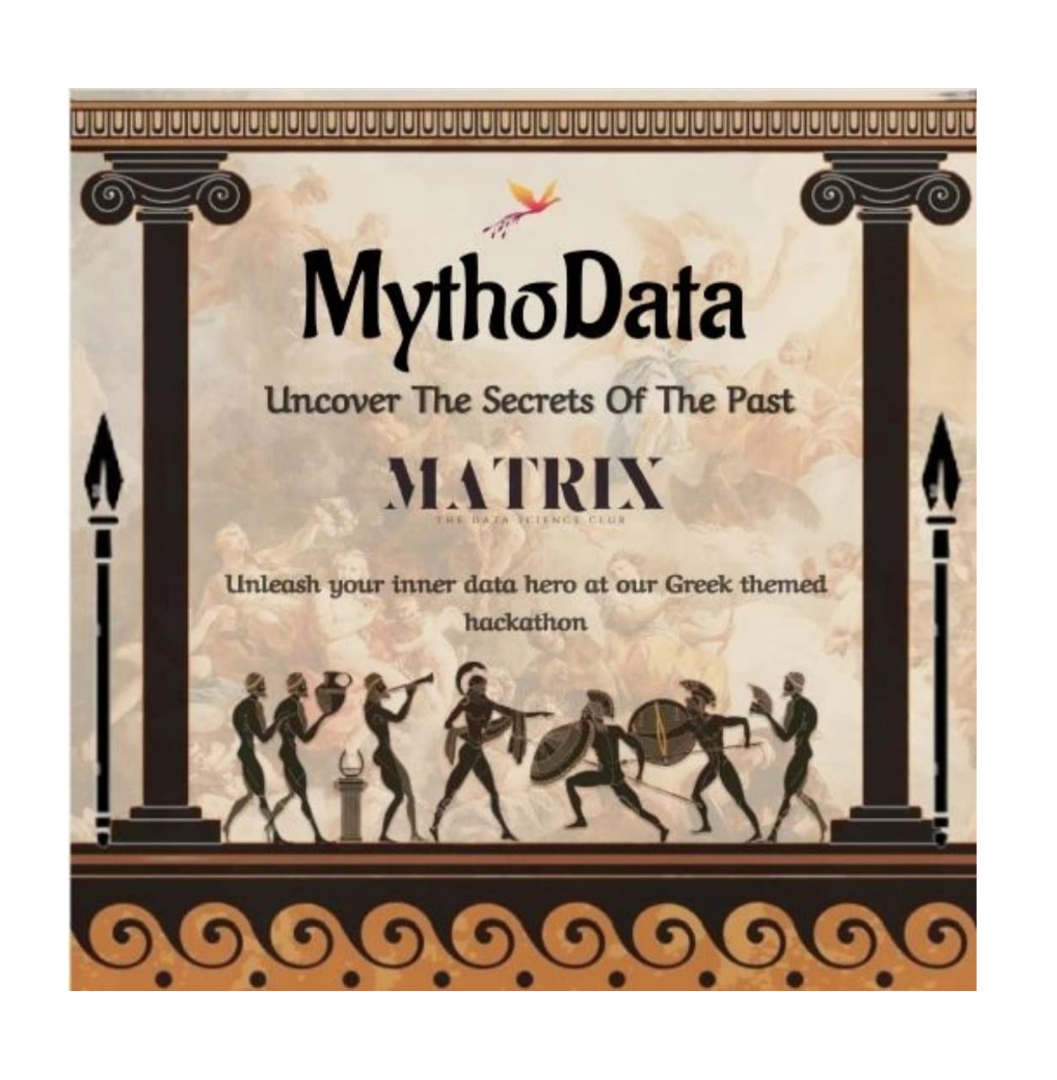 MythoData
Uncover The Secrets Of The Past
MATRIX
THE DATA SCIENCE CLUB
Unleash your inner data hero at our Greek themed
hackathon